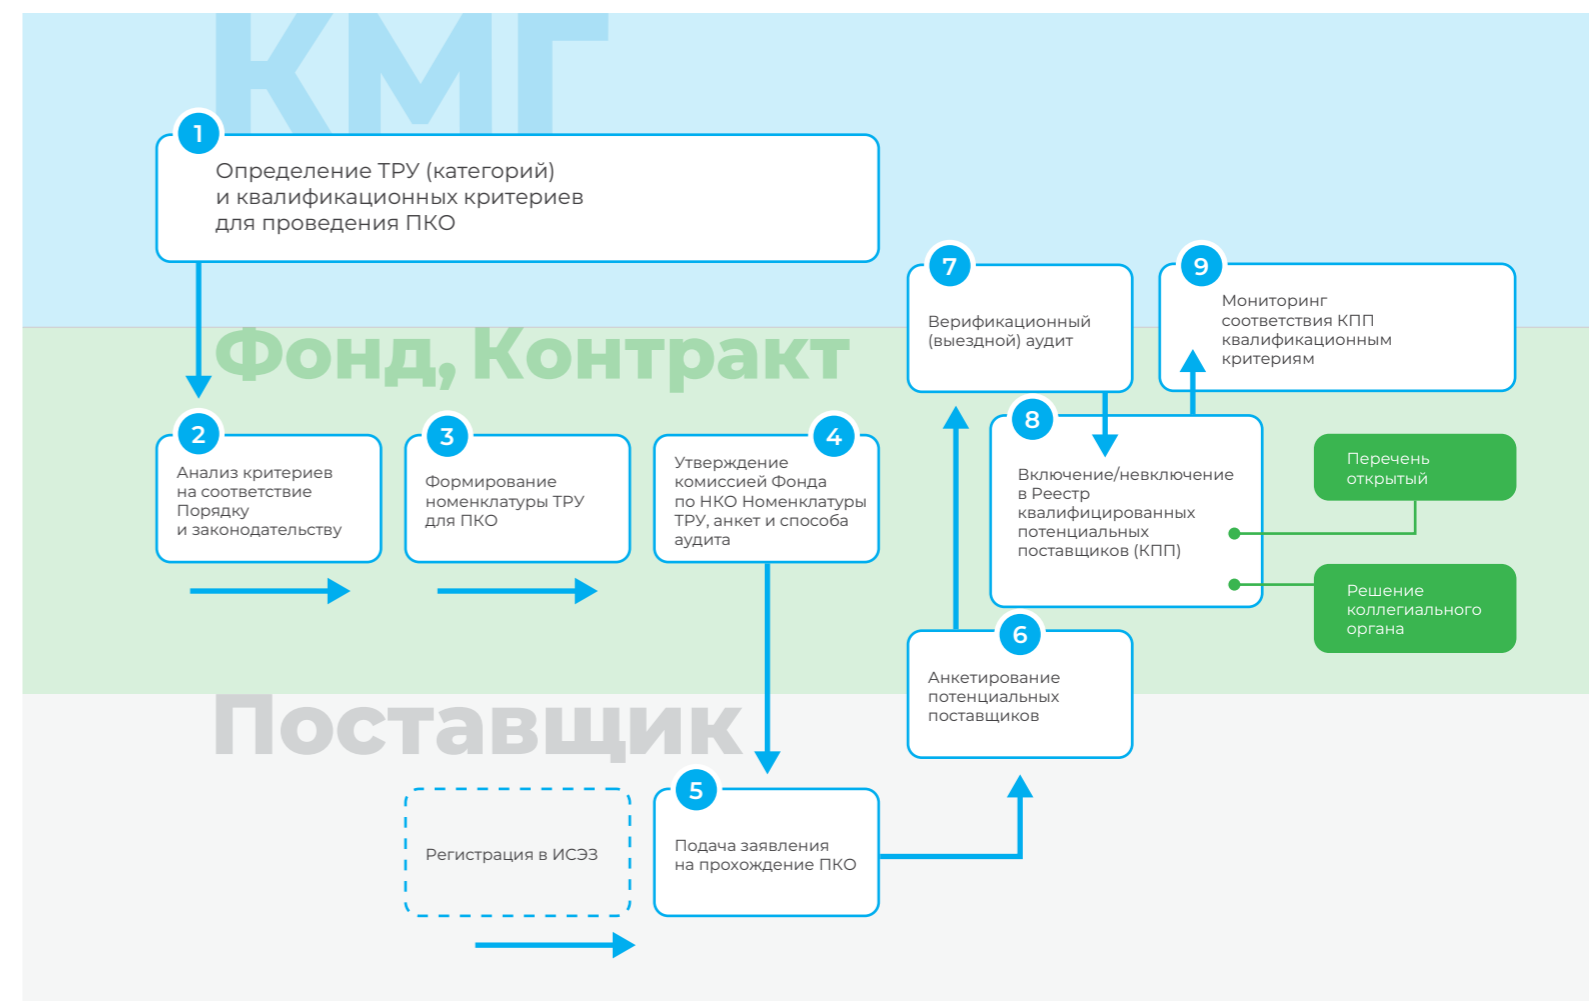 КМГ
1
Определение ТРУ (категорий)
и квалификационных критериев
для проведения ПКО
Фонд, Контракт
2
Анализ критериев
на соответствие
Порядку
и законодательству
3
Формирование
номенклатуры ТРУ
для ПКО
4
Утверждение
комиссией Фонда
по НКО Номенклатуры
ТРУ, анкет и способа
аудита
Поставщик
Регистрация в ИСЭЗ
5
Подача заявления
на прохождение ПКО
6
Анкетирование
потенциальных
поставщиков
7
Верификационный
(выездной) аудит
8
Включение/невключение
в Реестр
квалифицированных
потенциальных
поставщиков (КПП)
Перечень
открытый
Решение
коллегиального
органа
9
Мониторинг
соответствия КПП
квалификационным
критериям